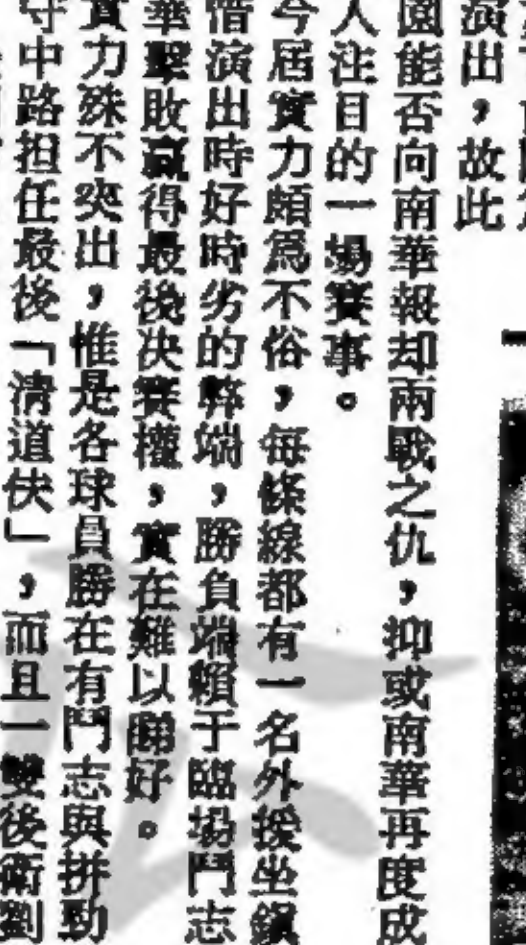 演出，故此
園能否向南華報却兩戰之仇，抑或南華再度成
人注目的一場賽事。
今居實力頗爲不俗，每條線都有一名外援坐鎮
惜演出時好時劣的弊端，勝負端賴于臨場鬥志
華擊敗贏得最後决賽權，實在難以睇好。
實力殊不突出，惟是各球員勝在有鬥志與拼勁
守中路担任最後「清道伕」，而且一雙後衛劉